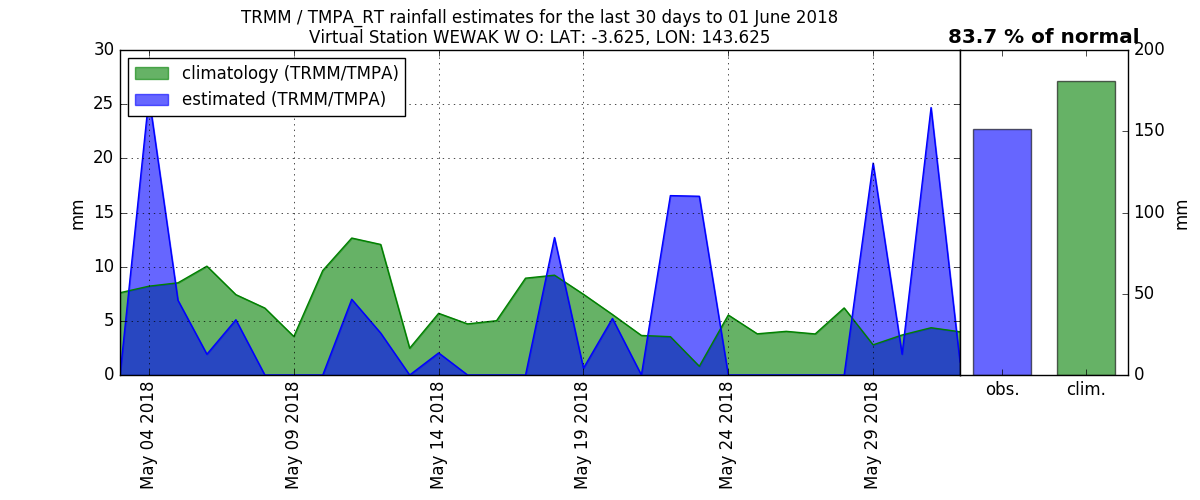 TRMM / TMPA_RT rainfall estimates for the last 30 days to 01 June 2018
Virtual Station WEWAK W O: LAT: -3.625, LON: 143.625
83.7 % of normal
climatology (TRMM/TMPA)
estimated (TRMM/TMPA)
30
25
20
15
10
5
0
mm
May 04 2018
May 09 2018
May 14 2018
May 19 2018
May 24 2018
May 29 2018
obs.
clim.
200
150
100
50
0
mm